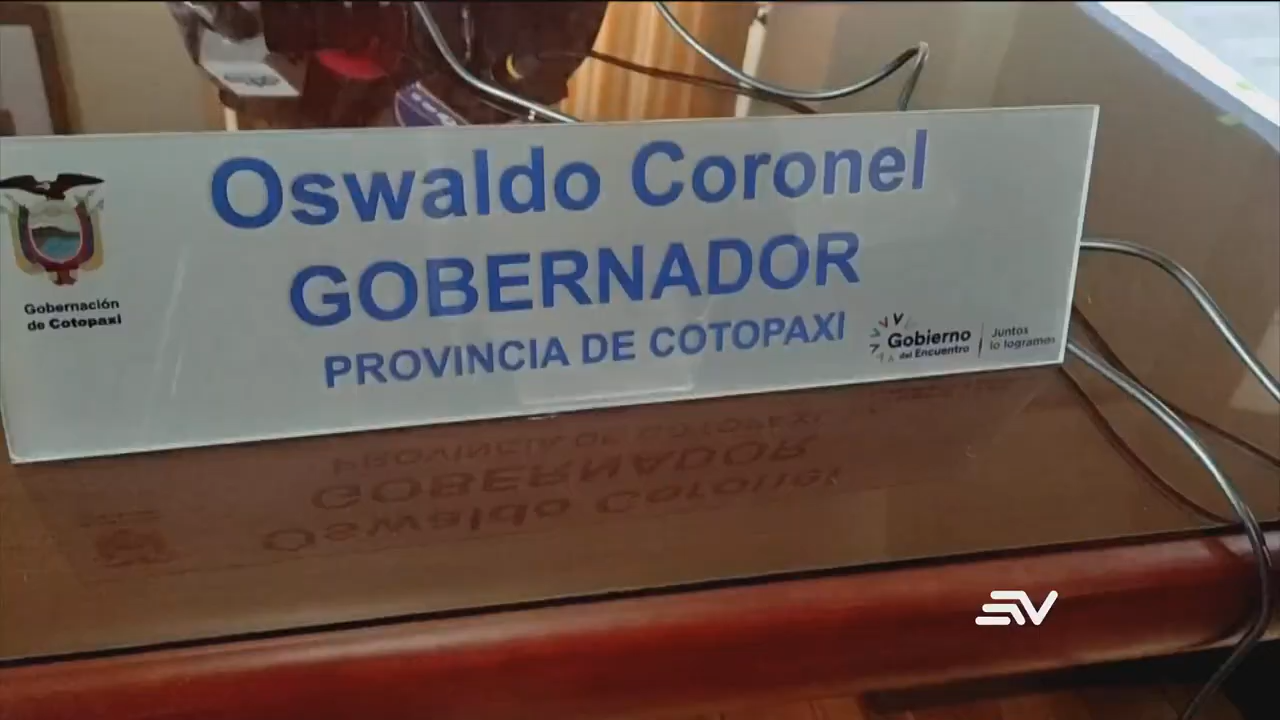 Oswaldo Coronel
GOBERNADOR
PROVINCIA DE COTOPAXI
Gobernación
de Cotopaxi
Gobierno
del Encuentro
Juntos
lo logramos